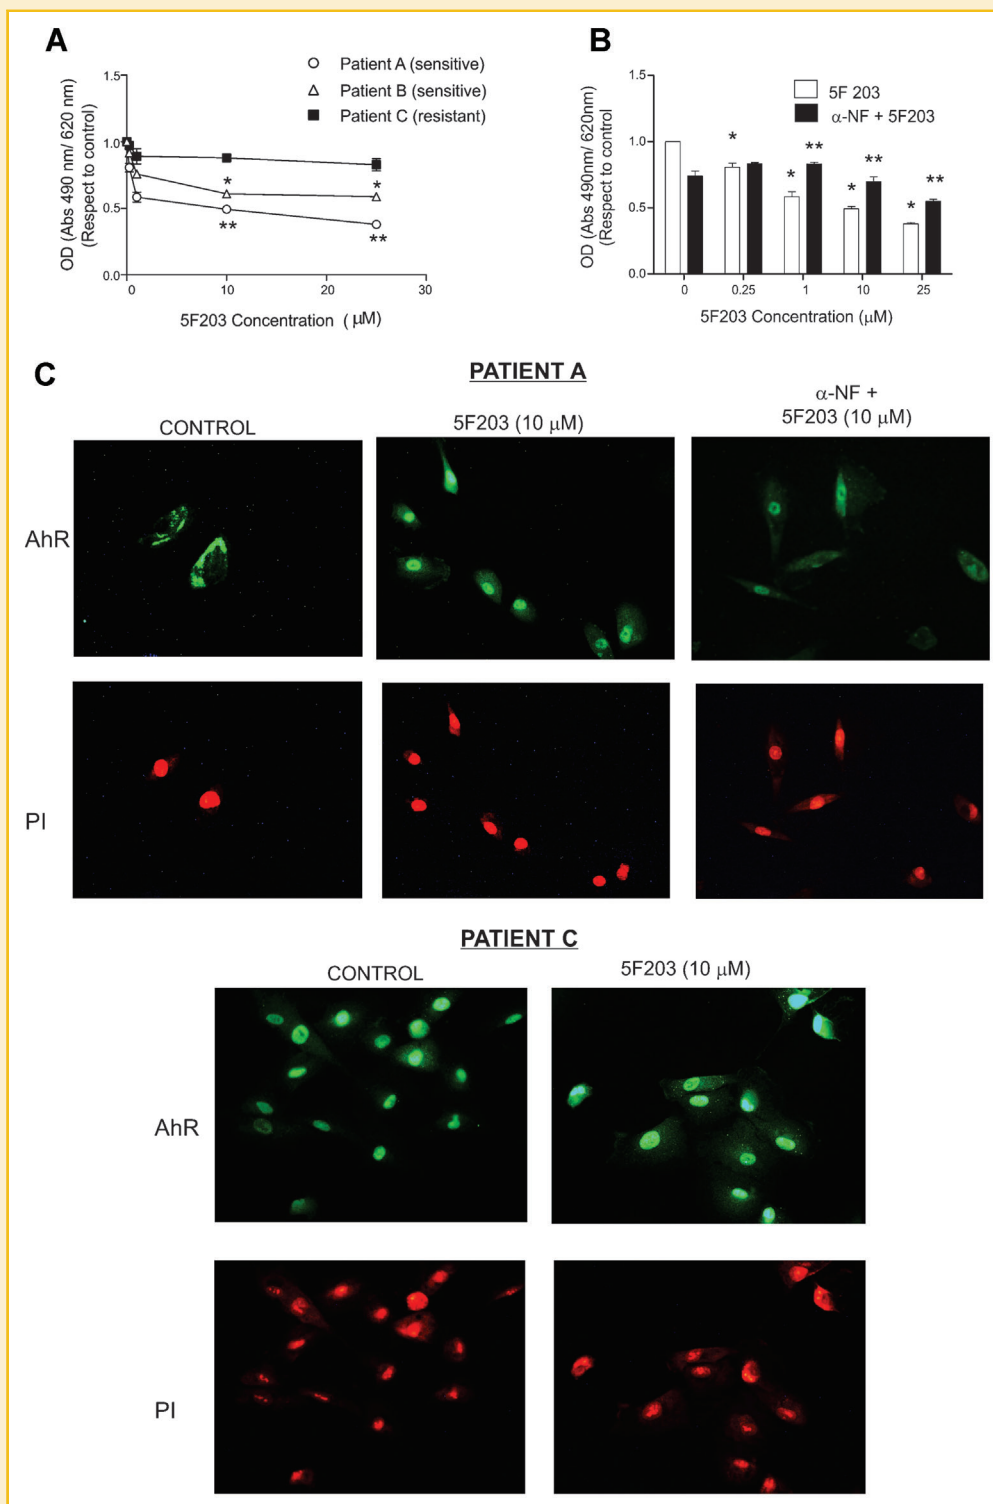 A
Patient A (sensitive)
Patient B (sensitive)
Patient C (resistant)
OD (Abs 490 nm/ 620 nm)
(Respect to control)
1.5
1.0
0.5
0.0
*
*
**
**
0
10
20
30
5F203 Concentration ( μM)
B
5F 203
α-NF + 5F203
OD (Abs 490nm/ 620nm)
(Respect to control
1.5
1.0
0.5
0.0
*
*
**
*
**
*
**
0
0.25
1
10
25
5F203 Concentration (μM)
C
PATIENT A
CONTROL
5F203 (10 μM)
α-NF +
5F203 (10 μM)
AhR
PI
PATIENT C
CONTROL
5F203 (10 μM)
AhR
PI